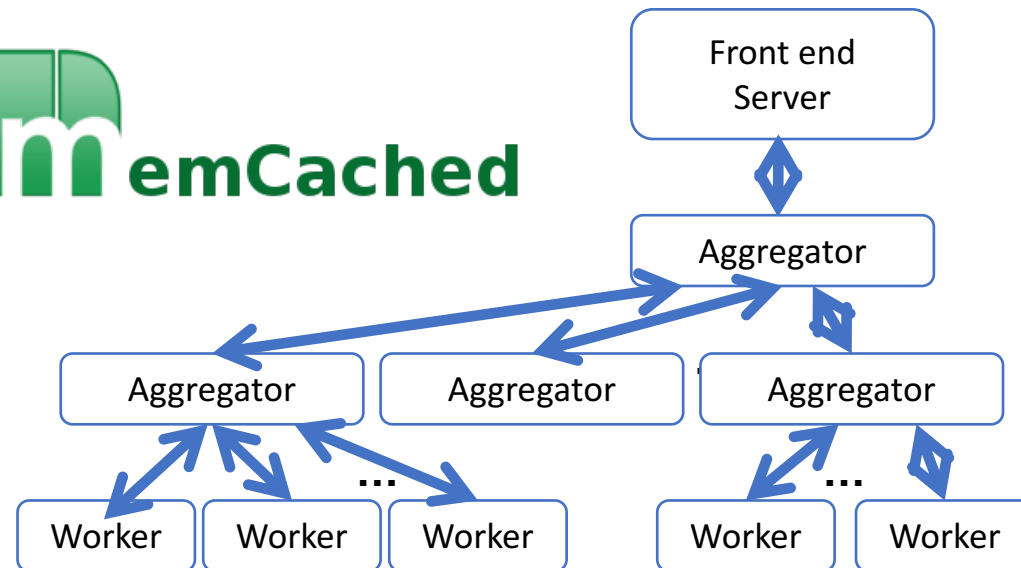 memCached
Front end
Server
Aggregator
Aggregator
Aggregator
Aggregator
...
...
Worker
Worker
Worker
Worker
Worker